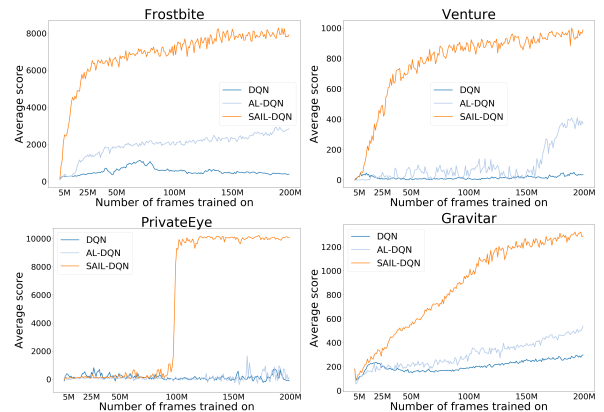 Frostbite
Average score
8000
6000
4000
2000
0
DQN
AL-DQN
SAIL-DQN
5M 25M 50M 100M 150M 200M
Number of frames trained on
Venture
Average score
1000
800
600
400
200
0
DQN
AL-DQN
SAIL-DQN
5M 25M 50M 100M 150M 200M
Number of frames trained on
PrivateEye
Average score
10000
8000
6000
4000
2000
0
DQN
AL-DQN
SAIL-DQN
5M 25M 50M 100M 150M 200M
Number of frames trained on
Gravitar
Average score
1200
1000
800
600
400
200
0
DQN
AL-DQN
SAIL-DQN
5M 25M 50M 100M 150M 200M
Number of frames trained on